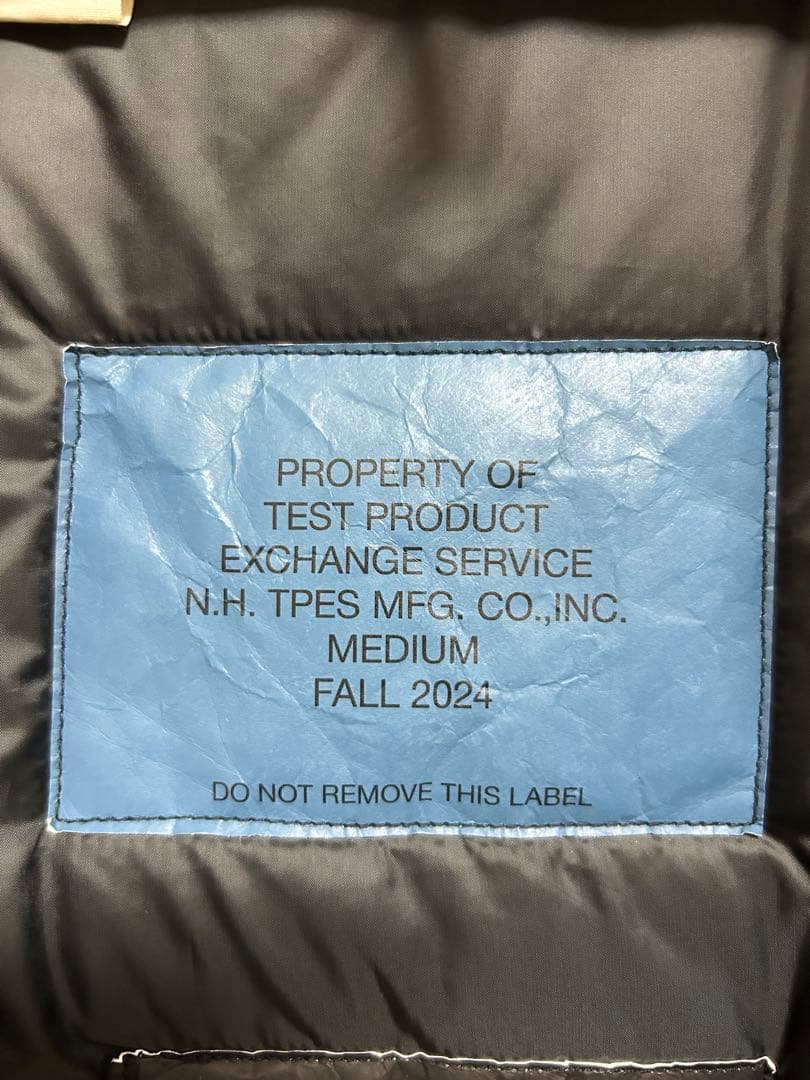 PROPERTY OF
TEST PRODUCT
EXCHANGE SERVICE
N.H. TPES MFG. CO.,INC.
MEDIUM
FALL 2024
DO NOT REMOVE THIS LABEL